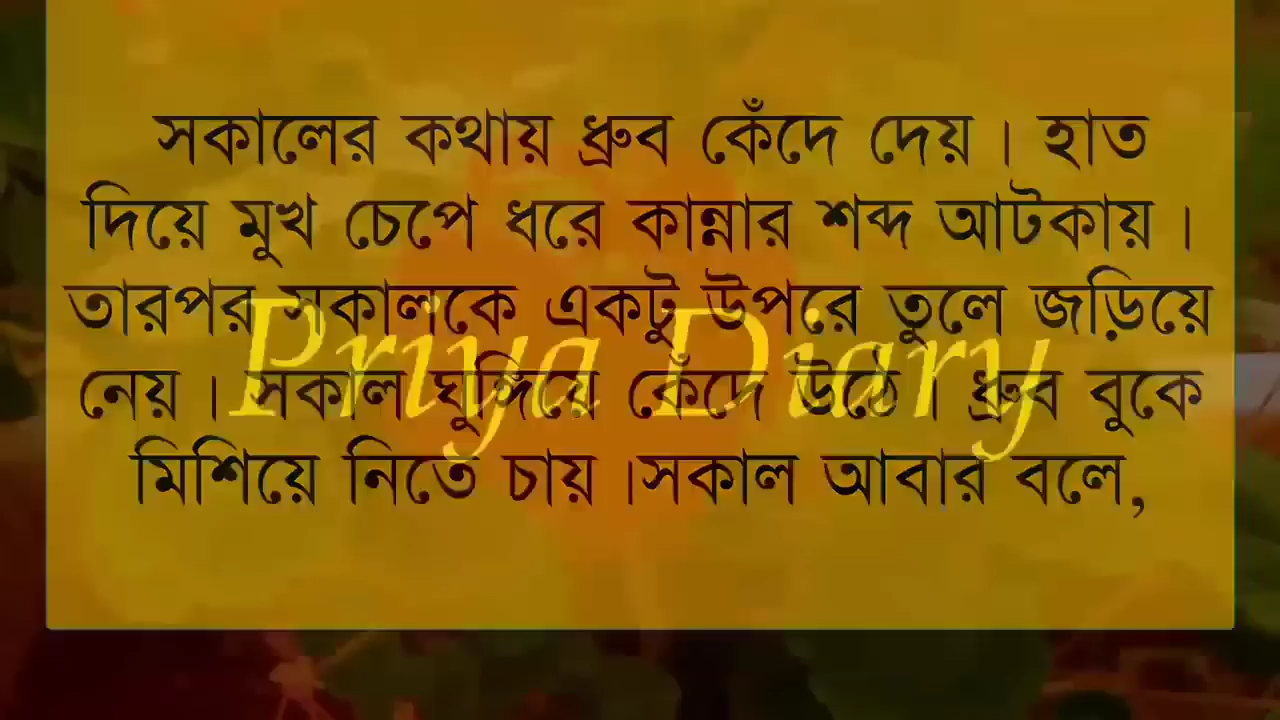 সকালের কথায় ধ্রুব কেঁদে দেয়। হাত
দিয়ে মুখ চেপে ধরে কান্নার শব্দ আটকায়।
তারপর সকালকে একটু উপরে তুলে জড়িয়ে
নেয়। সকাল ঘুঙ্গিয়ে কেঁদে উঠে। ধ্রুব বুকে
মিশিয়ে নিতে চায়।সকাল আবার বলে,
Priya Diary